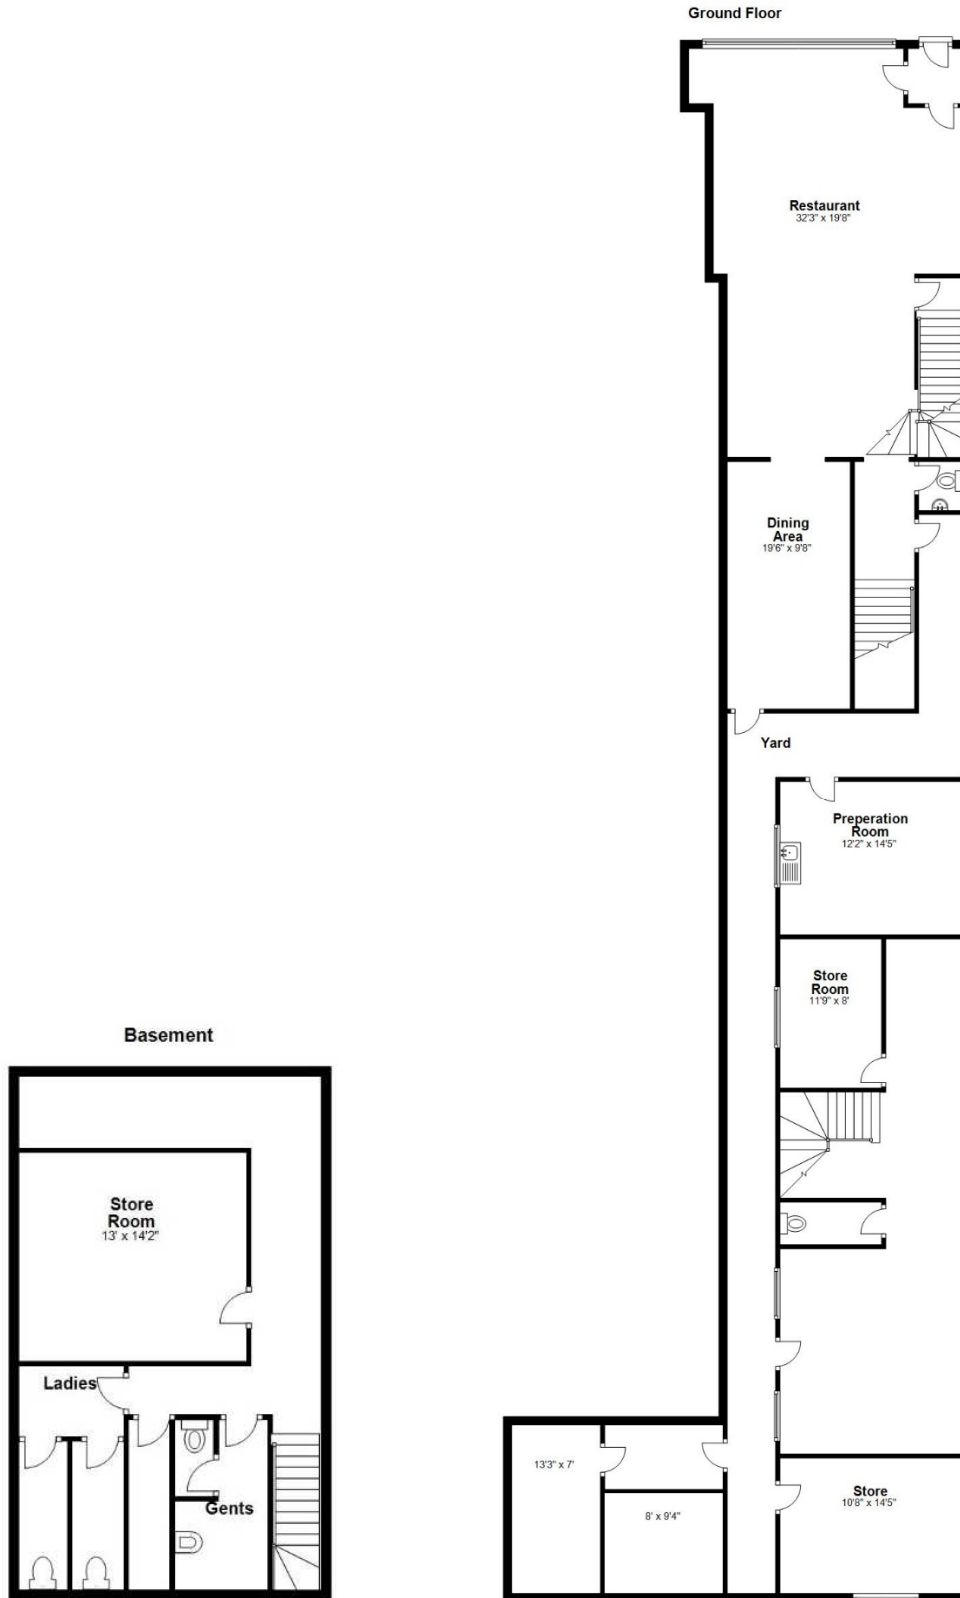 Ground Floor
Restaurant
32'3" x 19'8"
Dining
Area
19'6" x 9'8"
Yard
Preperation
Room
12'2" x 14'5"
Store
Room
11'9" x 8'
Basement
Store
Room
13' x 14'2"
Ladies
Gents
13'3" x 7'
8' x 9'4"
Store
10'8" x 14'5"